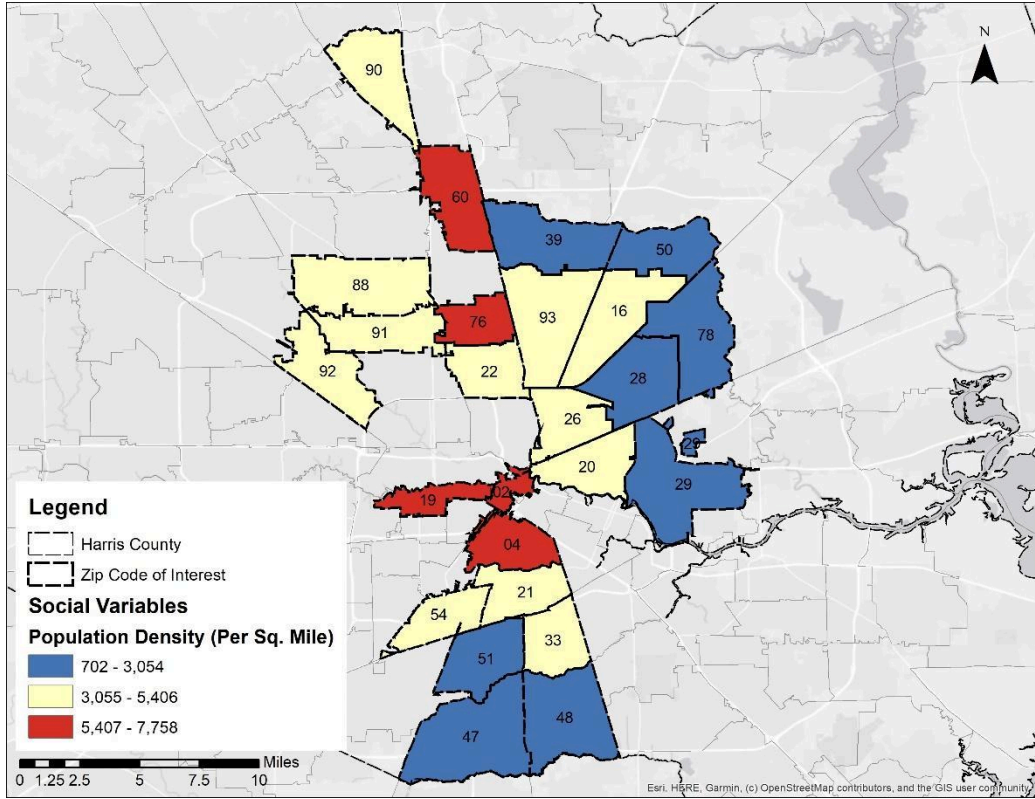 N
90
60
39
50
88
76
93
16
78
91
92
22
28
26
29
20
29
19
02
04
21
54
33
51
47
48
Legend
Harris County
Zip Code of Interest
Social Variables
Population Density (Per Sq. Mile)
702 - 3,054
3,055 - 5,406
5,407 - 7,758
Miles
0 1.25 2.5 5 7.5 10
Esri, HERE, Garmin, (c) OpenStreetMap contributors, and the GIS user community